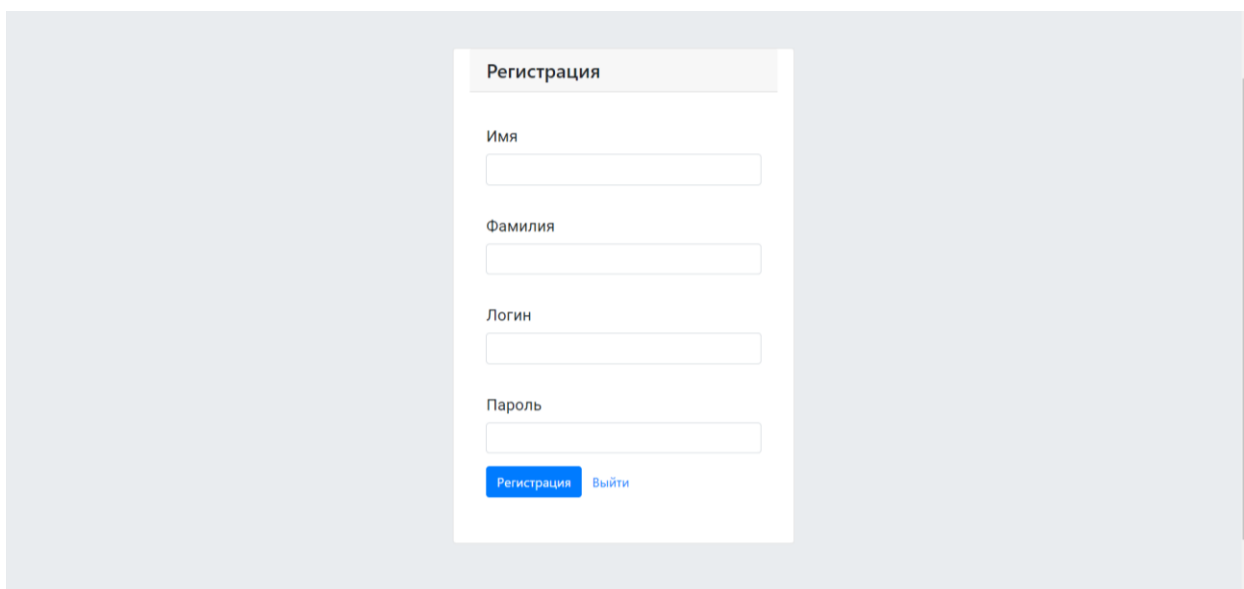 Регистрация
Имя
Фамилия
Логин
Пароль
Регистрация Выйти